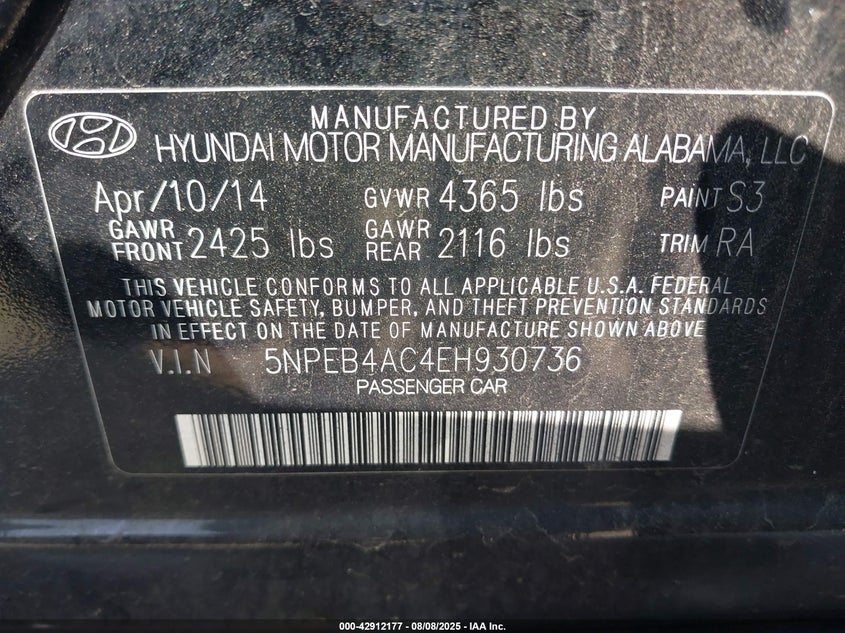 MANUFACTURED BY
HYUNDAI MOTOR MANUFACTURING ALABAMA, LLC
Apr/10/14 GVWR 4365 lbs PAINT S3
GAWR FRONT 2425 lbs GAWR REAR 2116 lbs TRIM RA
THIS VEHICLE CONFORMS TO ALL APPLICABLE U.S.A. FEDERAL
MOTOR VEHICLE SAFETY, BUMPER, AND THEFT PREVENTION STANDARDS
IN EFFECT ON THE DATE OF MANUFACTURE SHOWN ABOVE.
V.I.N 5NPEB4AC4EH930736
PASSENGER CAR
000-42912177 - 08/08/2025 - IAA Inc.